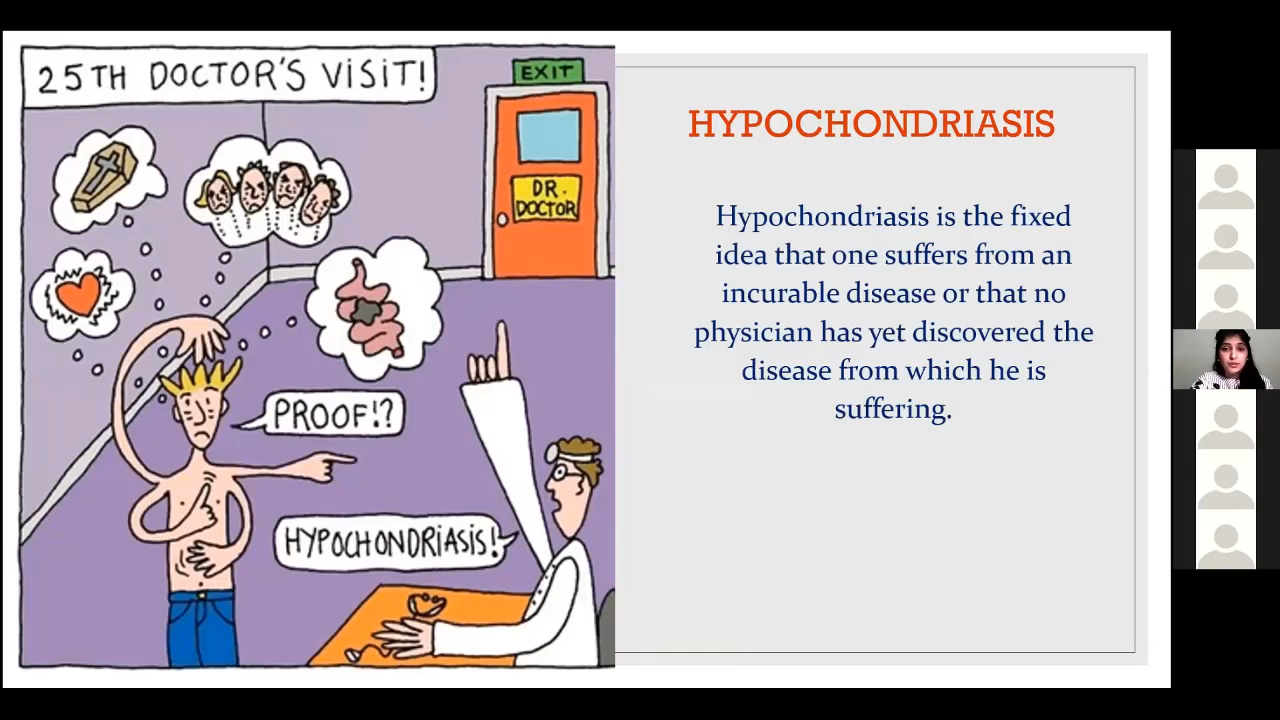 25TH DOCTOR'S VISIT!
EXIT
DR.
DOCTOR
PROOF!?
HYPOCHONDRIASIS!
HYPOCHONDRIASIS
Hypochondriasis is the fixed
idea that one suffers from an
incurable disease or that no
physician has yet discovered the
disease from which he is
suffering.